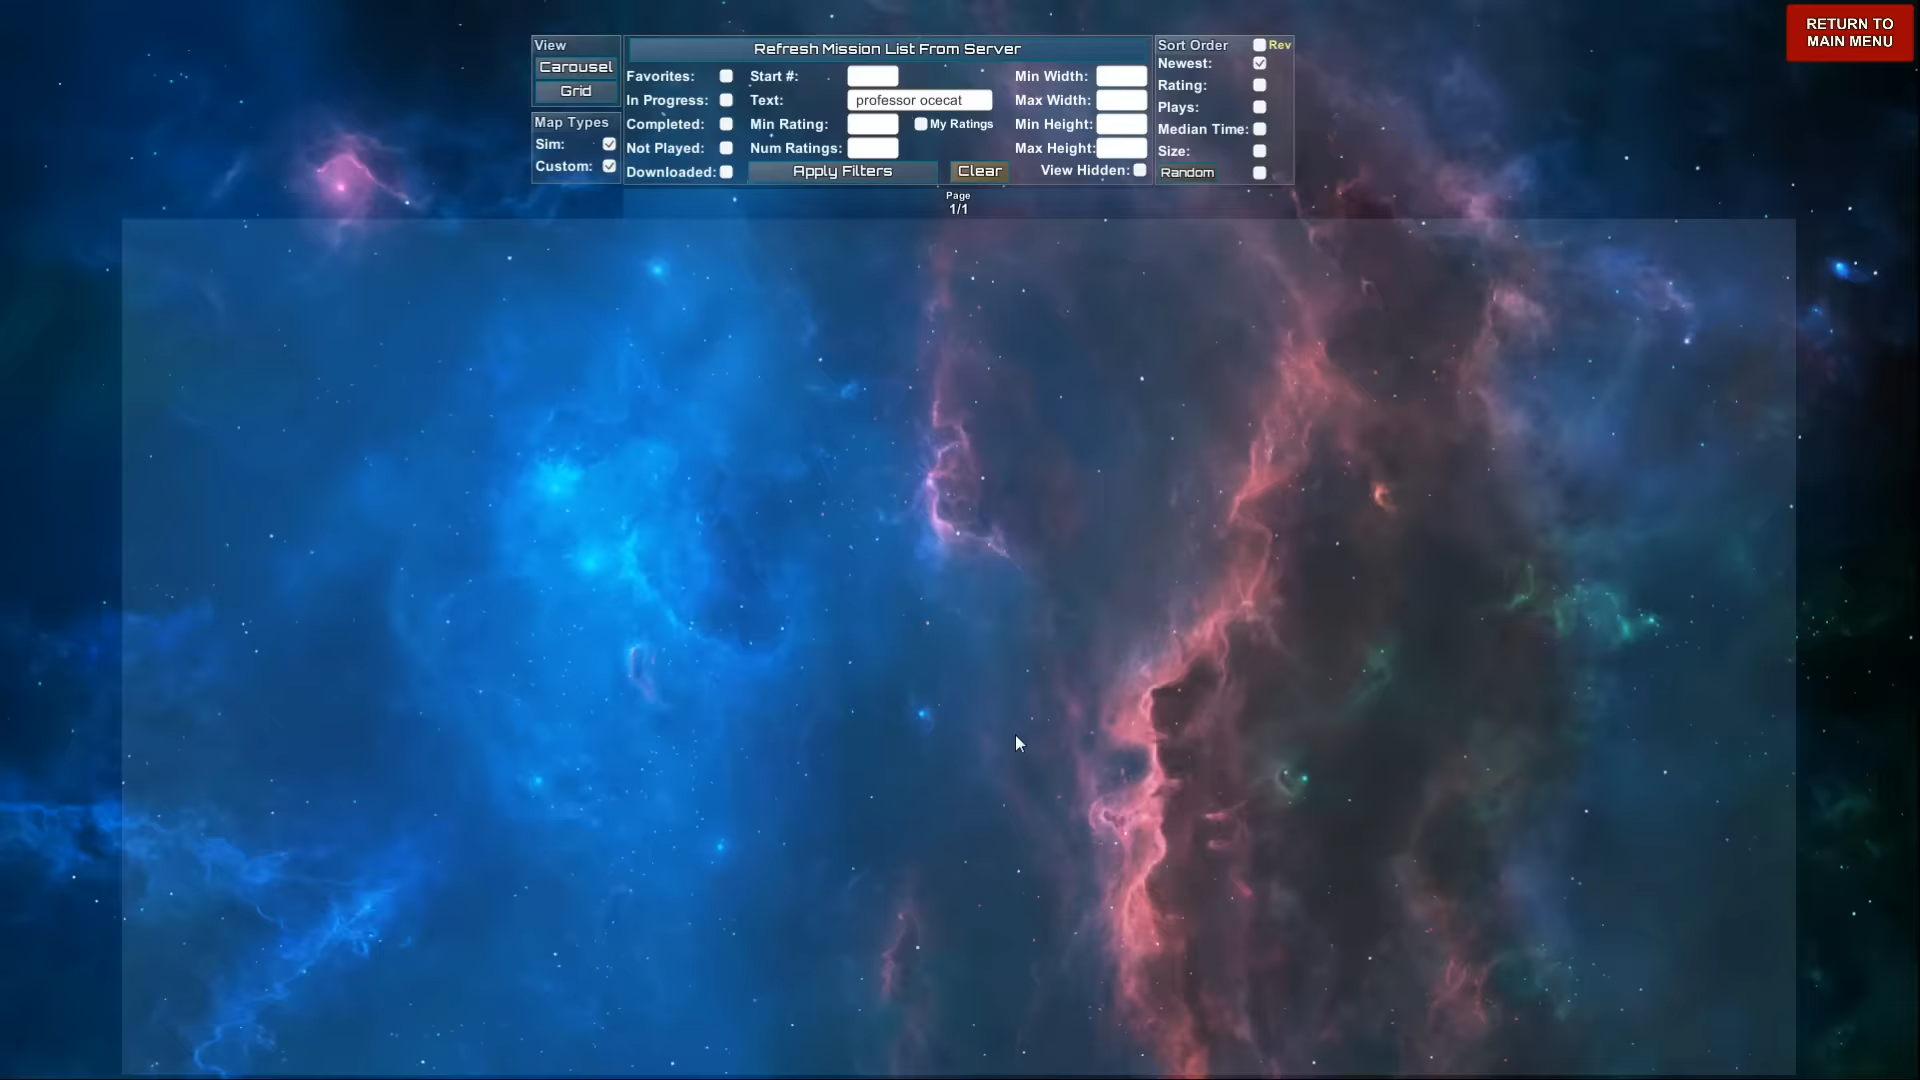 RETURN TO
MAIN MENU
View
Carousel
Grid
Map Types
Sim:
Custom:
Refresh Mission List From Server
Favorites:
In Progress:
Completed:
Not Played:
Downloaded:
Start #:
Text: professor ocecat
Min Rating: My Ratings
Num Ratings:
Apply Filters Clear
Min Width:
Max Width:
Min Height:
Max Height:
View Hidden:
Sort Order Rev
Newest:
Rating:
Plays:
Median Time:
Size:
Random
Page
1/1